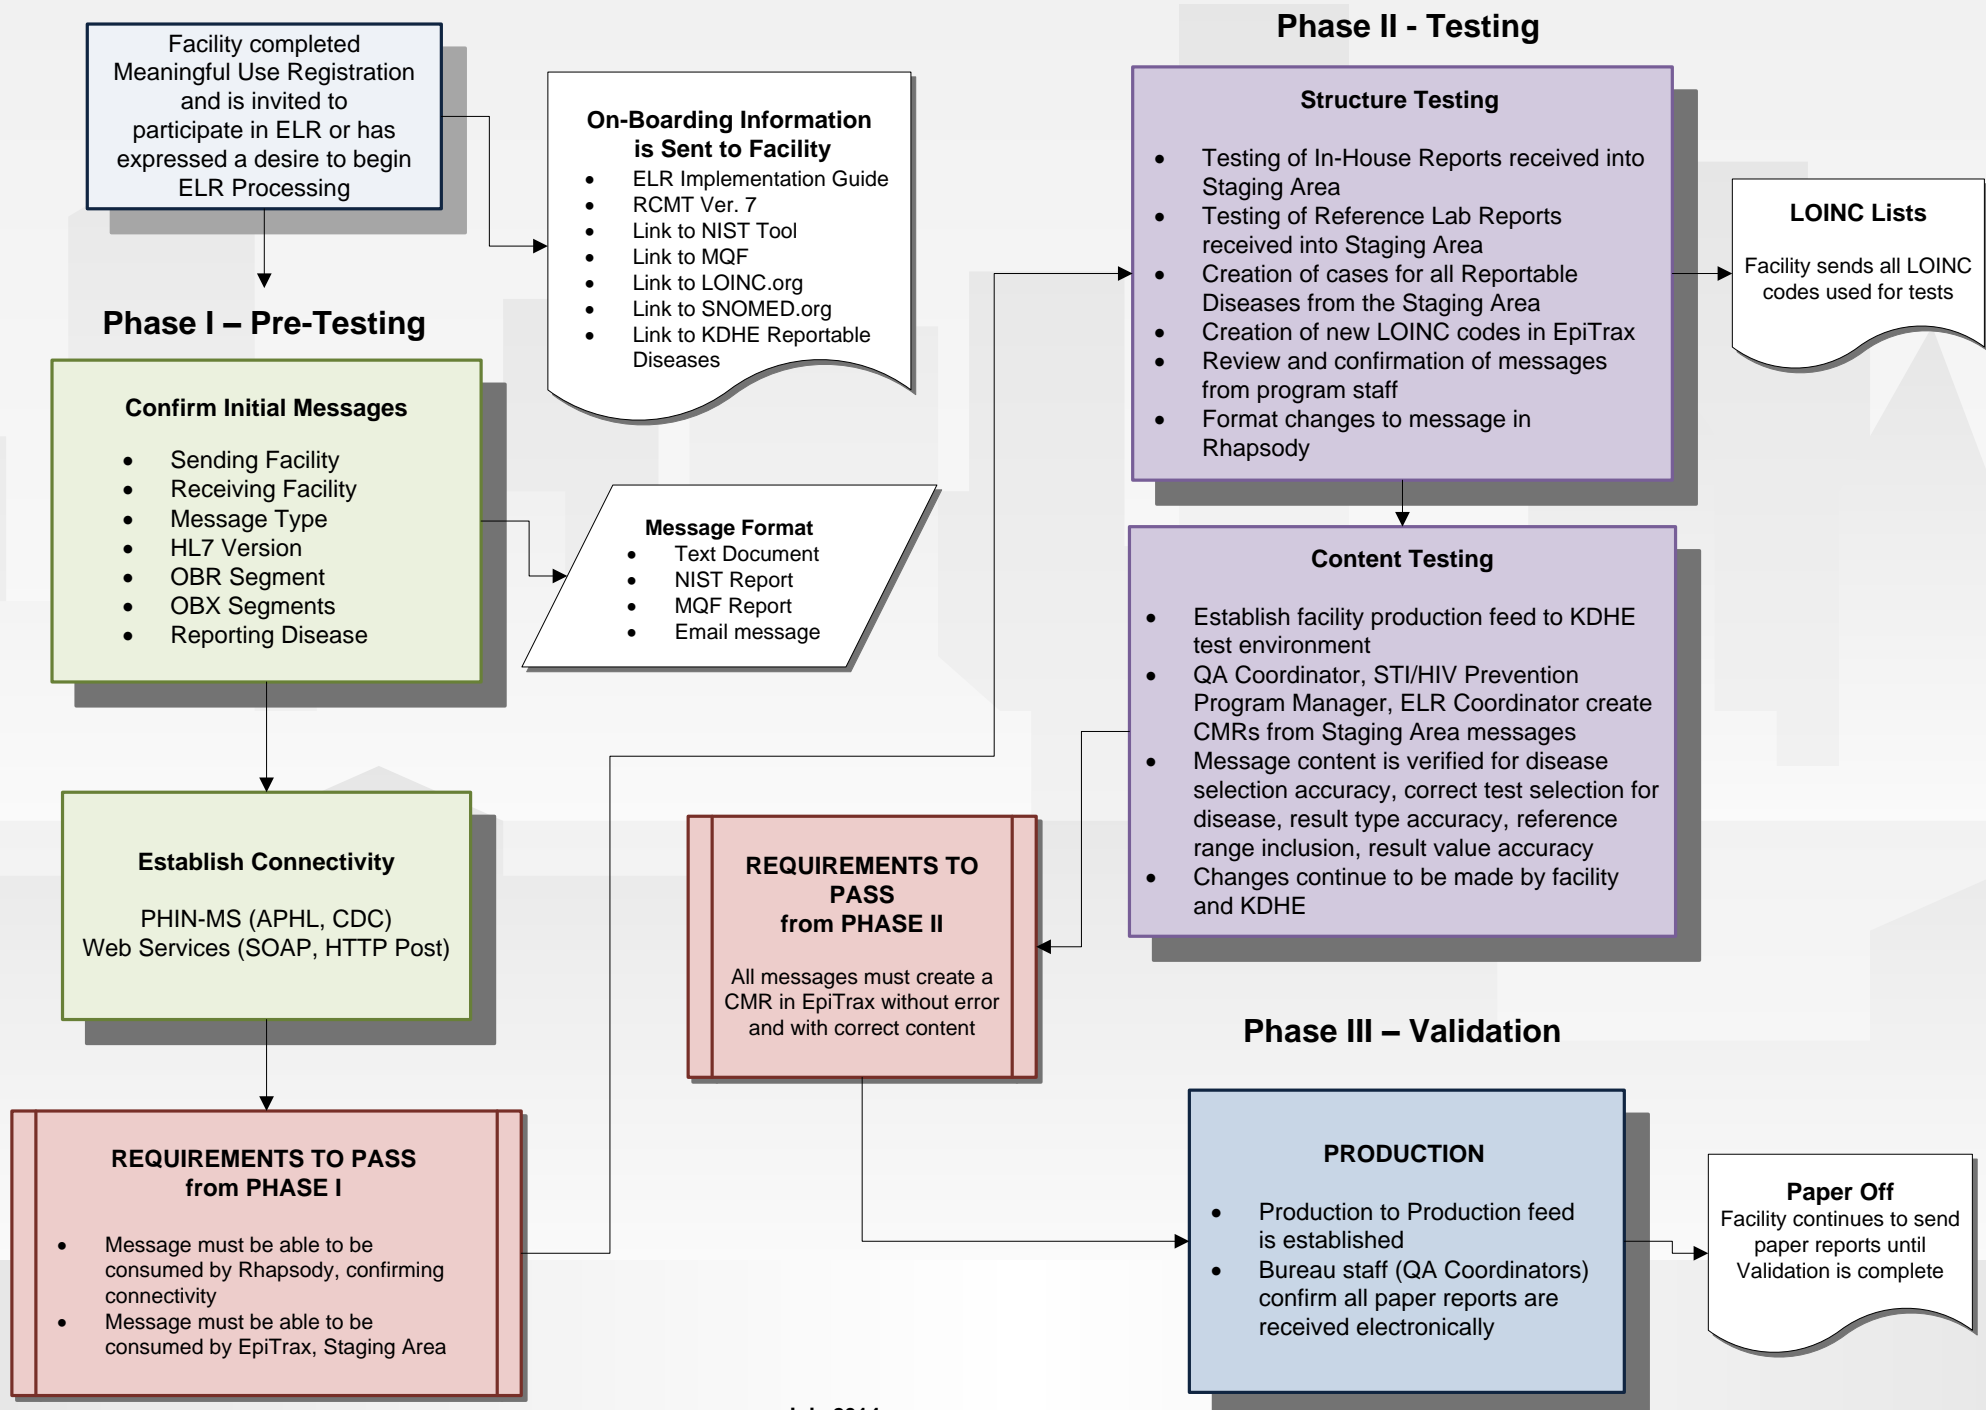 Facility completed
Meaningful Use Registration
and is invited to
participate in ELR or has
expressed a desire to begin
ELR Processing
On-Boarding Information
is Sent to Facility
• ELR Implementation Guide
• RCMT Ver. 7
• Link to NIST Tool
• Link to MQF
• Link to LOINC.org
• Link to SNOMED.org
• Link to KDHE Reportable
Diseases
Phase I – Pre-Testing
Confirm Initial Messages
• Sending Facility
• Receiving Facility
• Message Type
• HL7 Version
• OBR Segment
• OBX Segments
• Reporting Disease
Message Format
• Text Document
• NIST Report
• MQF Report
• Email message
Establish Connectivity
PHIN-MS (APHL, CDC)
Web Services (SOAP, HTTP Post)
REQUIREMENTS TO PASS
from PHASE I
• Message must be able to be
consumed by Rhapsody, confirming
connectivity
• Message must be able to be
consumed by EpiTrax, Staging Area
Phase II - Testing
Structure Testing
• Testing of In-House Reports received into
Staging Area
• Testing of Reference Lab Reports
received into Staging Area
• Creation of cases for all Reportable
Diseases from the Staging Area
• Creation of new LOINC codes in EpiTrax
• Review and confirmation of messages
from program staff
• Format changes to message in
Rhapsody
LOINC Lists
Facility sends all LOINC
codes used for tests
Content Testing
• Establish facility production feed to KDHE
test environment
• QA Coordinator, STI/HIV Prevention
Program Manager, ELR Coordinator create
CMRs from Staging Area messages
• Message content is verified for disease
selection accuracy, correct test selection for
disease, result type accuracy, reference
range inclusion, result value accuracy
• Changes continue to be made by facility
and KDHE
REQUIREMENTS TO
PASS
from PHASE II
All messages must create a
CMR in EpiTrax without error
and with correct content
Phase III – Validation
PRODUCTION
• Production to Production feed
is established
• Bureau staff (QA Coordinators)
confirm all paper reports are
received electronically
Paper Off
Facility continues to send
paper reports until
Validation is complete